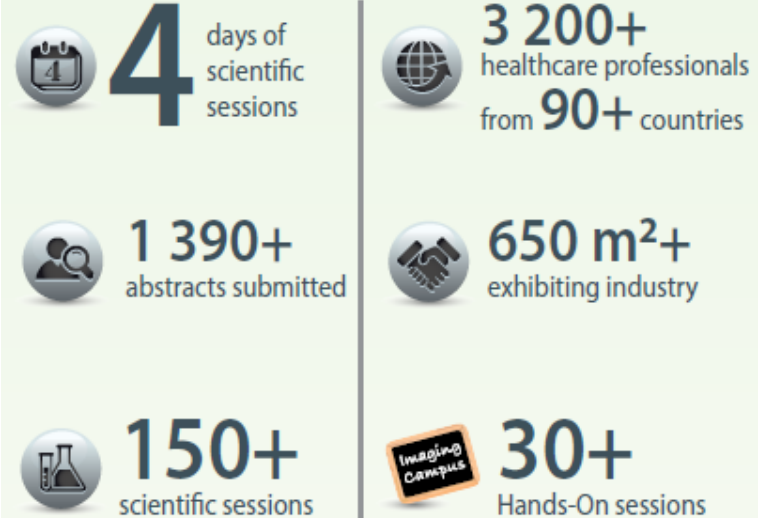 4
4
days of
scientific
sessions
3 200+
healthcare professionals
from 90+ countries
1 390+
abstracts submitted
650 m²+
exhibiting industry
150+
scientific sessions
Imaging
Campus
30+
Hands-On sessions